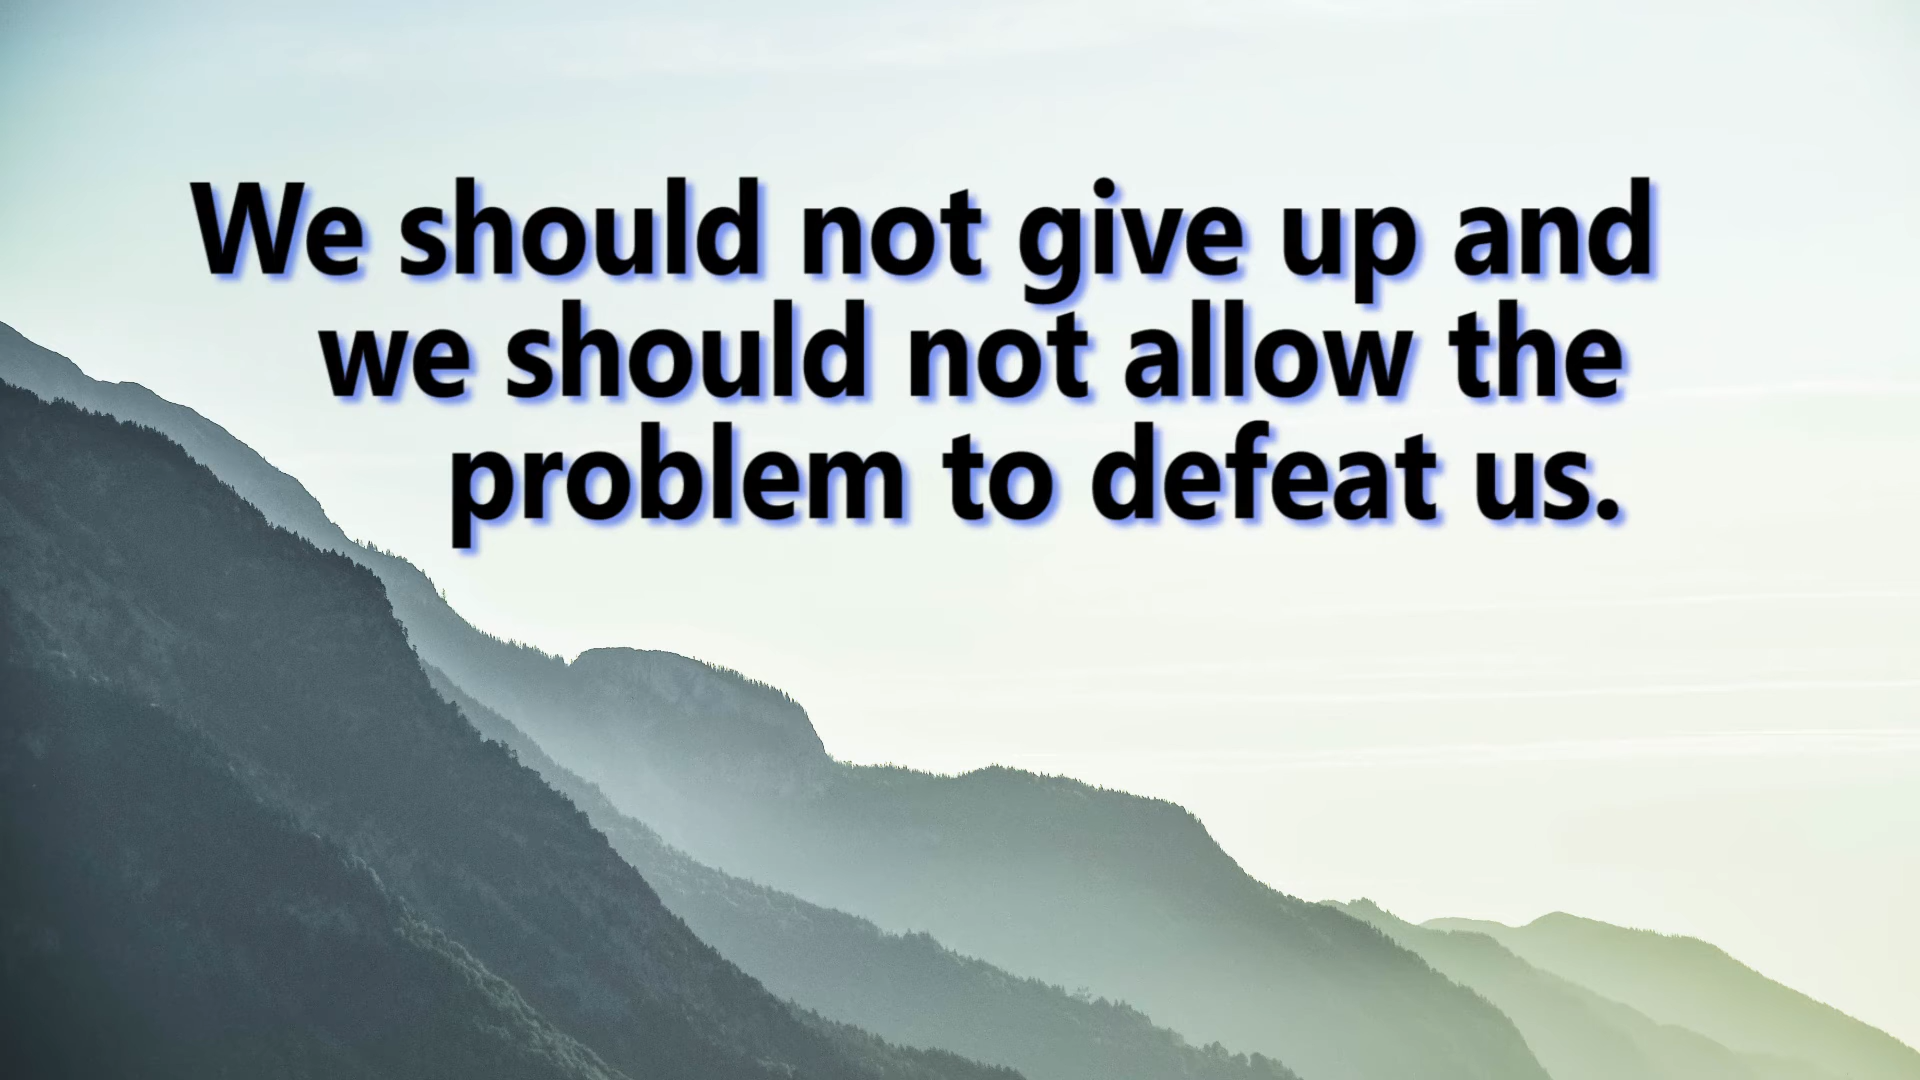 We should not give up and
we should not allow the
problem to defeat us.